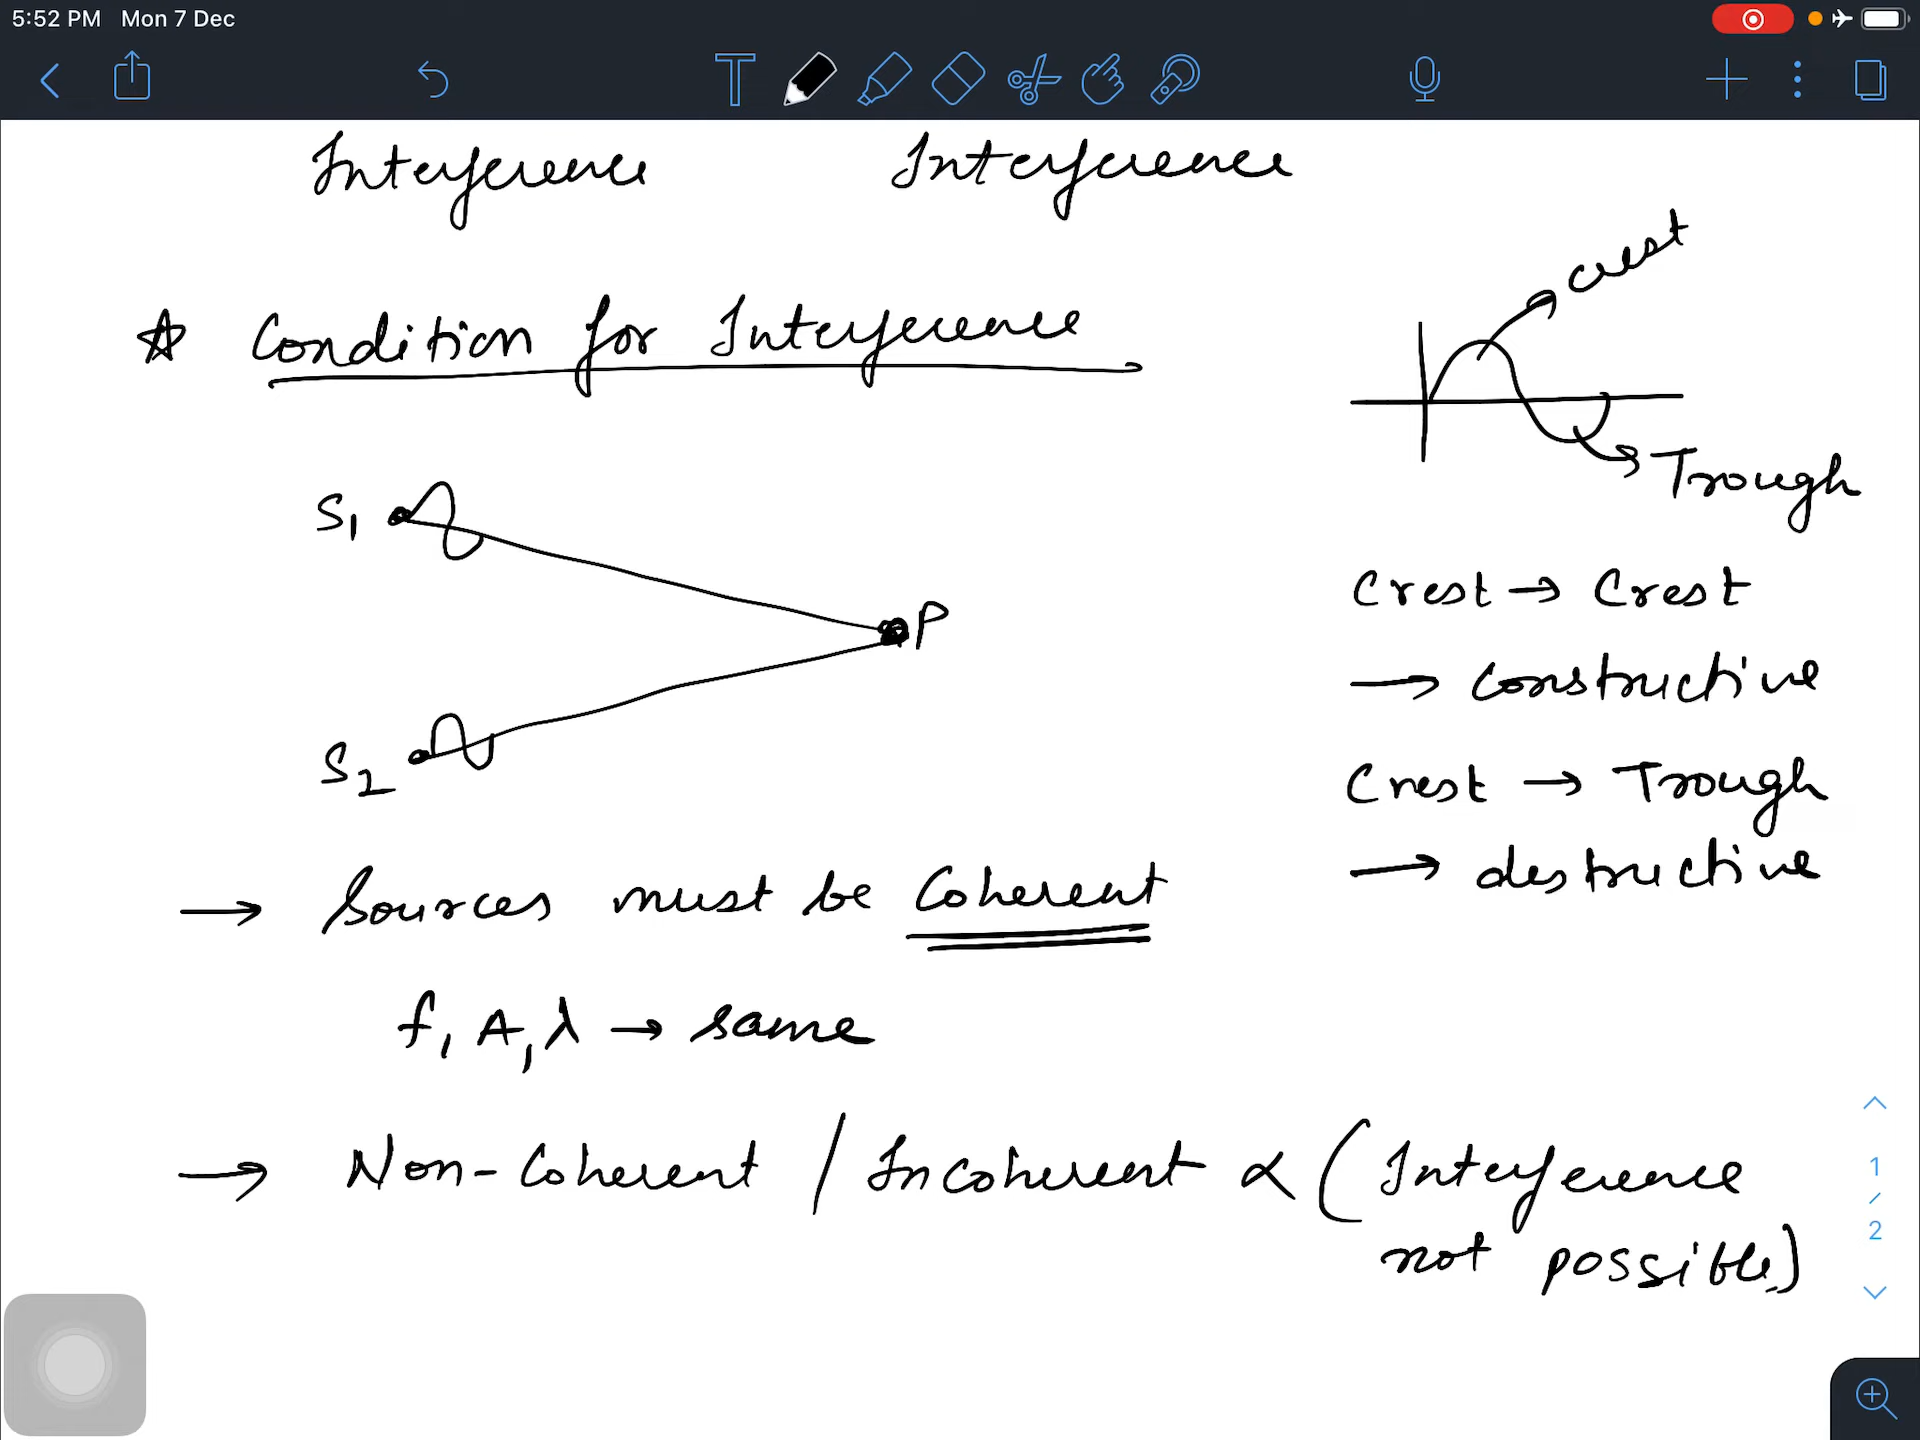 5:52 PM Mon 7 Dec
T
Interference Interference
☆ Condition for Interference
crest
Trough
S1
P
S2
Crest → Crest
→ constructive
Crest → Trough
→ destructive
→ Sources must be Coherent
f, A, λ → same
→ Non-Coherent / Incoherent ∝ (Interference
not possible)
1
/
2